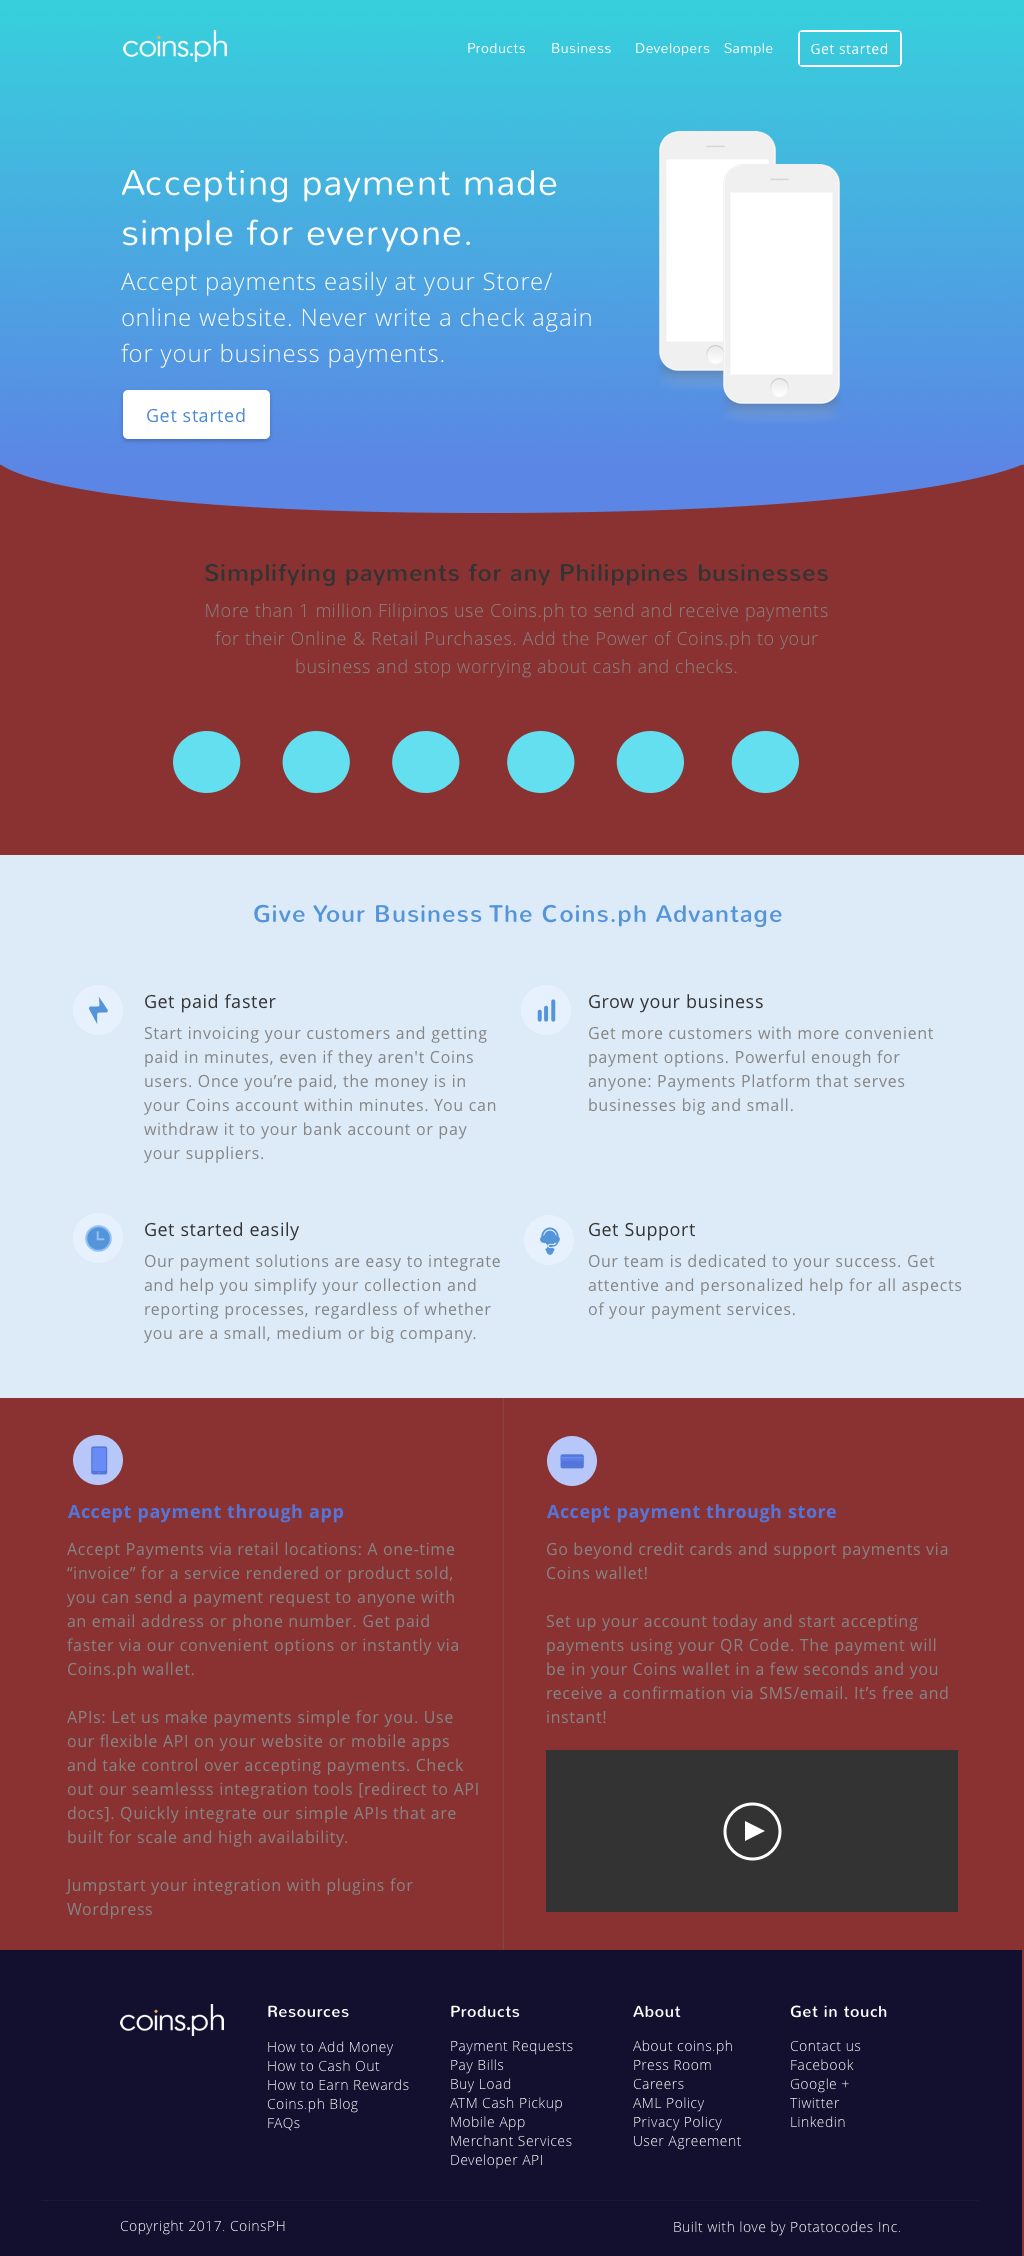 coins.ph
Products Business Developers Sample Get started
Accepting payment made
simple for everyone.
Accept payments easily at your Store/
online website. Never write a check again
for your business payments.
Get started
Simplifying payments for any Philippines businesses
More than 1 million Filipinos use Coins.ph to send and receive payments
for their Online & Retail Purchases. Add the Power of Coins.ph to your
business and stop worrying about cash and checks.
Give Your Business The Coins.ph Advantage
Get paid faster
Start invoicing your customers and getting
paid in minutes, even if they aren't Coins
users. Once you’re paid, the money is in
your Coins account within minutes. You can
withdraw it to your bank account or pay
your suppliers.
Grow your business
Get more customers with more convenient
payment options. Powerful enough for
anyone: Payments Platform that serves
businesses big and small.
Get started easily
Our payment solutions are easy to integrate
and help you simplify your collection and
reporting processes, regardless of whether
you are a small, medium or big company.
Get Support
Our team is dedicated to your success. Get
attentive and personalized help for all aspects
of your payment services.
Accept payment through app
Accept Payments via retail locations: A one-time
“invoice” for a service rendered or product sold,
you can send a payment request to anyone with
an email address or phone number. Get paid
faster via our convenient options or instantly via
Coins.ph wallet.
APIs: Let us make payments simple for you. Use
our flexible API on your website or mobile apps
and take control over accepting payments. Check
out our seamlesss integration tools [redirect to API
docs]. Quickly integrate our simple APIs that are
built for scale and high availability.
Jumpstart your integration with plugins for
Wordpress
Accept payment through store
Go beyond credit cards and support payments via
Coins wallet!
Set up your account today and start accepting
payments using your QR Code. The payment will
be in your Coins wallet in a few seconds and you
receive a confirmation via SMS/email. It’s free and
instant!
coins.ph
Resources
How to Add Money
How to Cash Out
How to Earn Rewards
Coins.ph Blog
FAQs
Products
Payment Requests
Pay Bills
Buy Load
ATM Cash Pickup
Mobile App
Merchant Services
Developer API
About
About coins.ph
Press Room
Careers
AML Policy
Privacy Policy
User Agreement
Get in touch
Contact us
Facebook
Google +
Tiwitter
Linkedin
Copyright 2017. CoinsPH
Built with love by Potatocodes Inc.